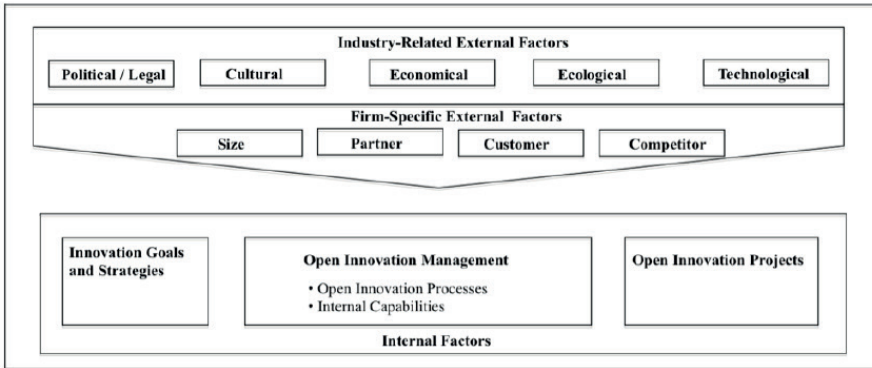 Industry-Related External Factors
Political / Legal
Cultural
Economical
Ecological
Technological
Firm-Specific External Factors
Size
Partner
Customer
Competitor
Innovation Goals
and Strategies
Open Innovation Management
• Open Innovation Processes
• Internal Capabilities
Open Innovation Projects
Internal Factors